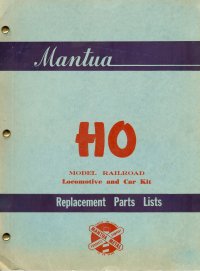 Mantua
HO
MODEL RAILROAD
Locomotive and Car Kit
Replacement Parts Lists